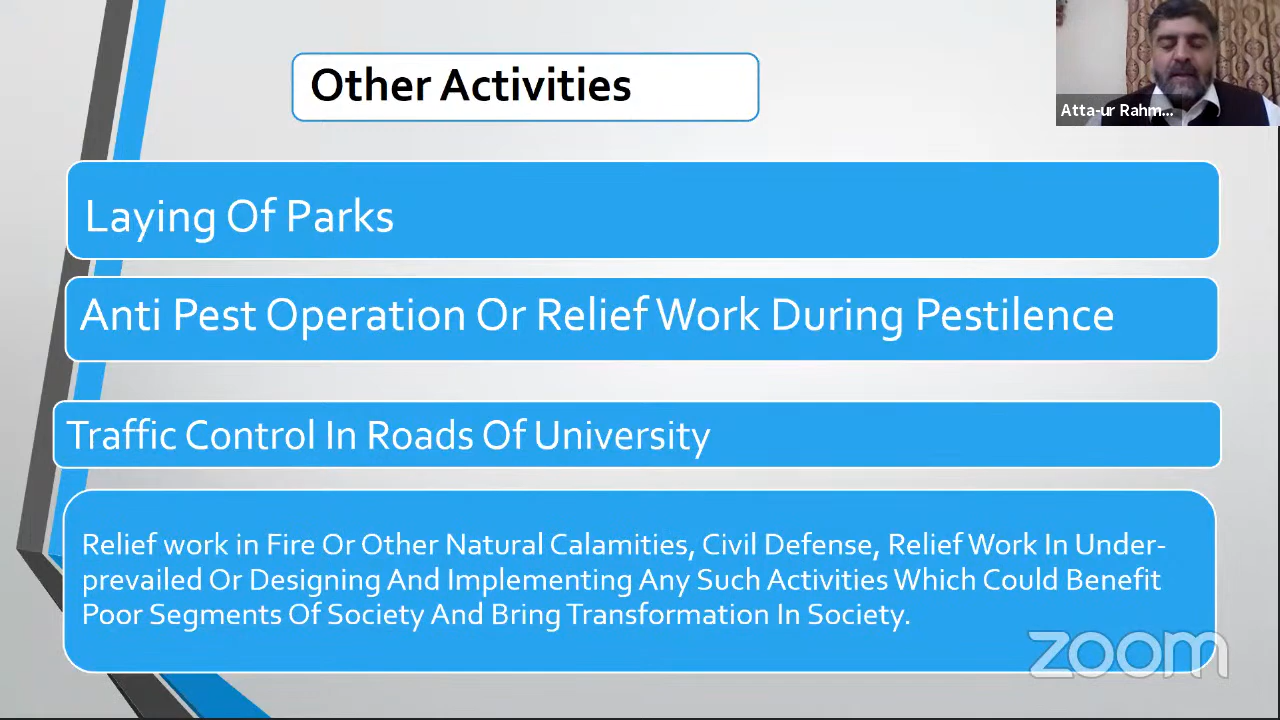 Other Activities
Atta-ur Rahm...
Laying Of Parks
Anti Pest Operation Or Relief Work During Pestilence
Traffic Control In Roads Of University
Relief work in Fire Or Other Natural Calamities, Civil Defense, Relief Work In Under-
prevailed Or Designing And Implementing Any Such Activities Which Could Benefit
Poor Segments Of Society And Bring Transformation In Society.
zoom